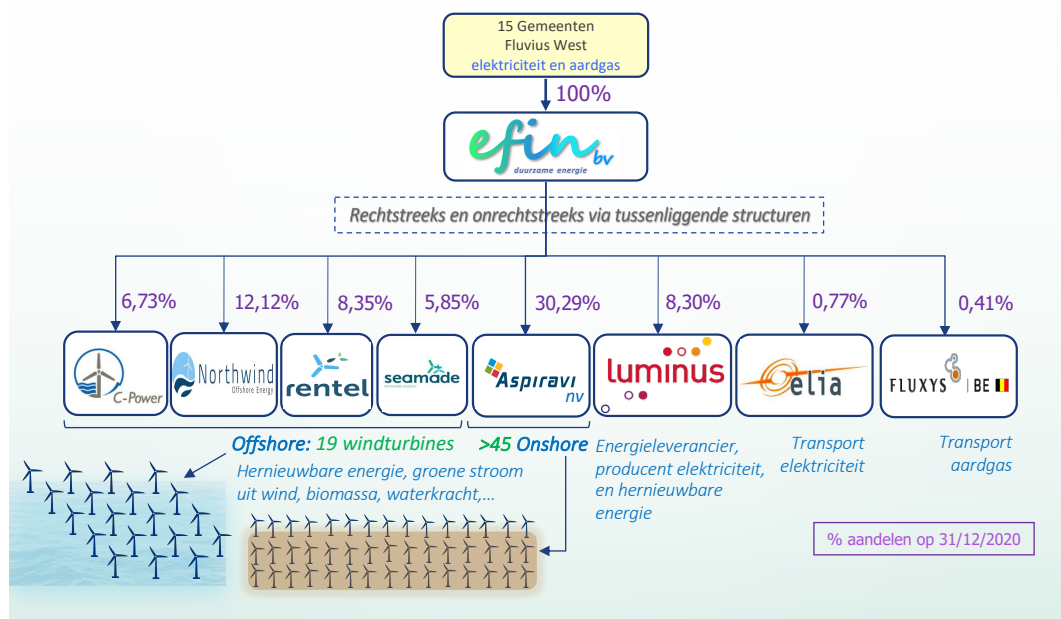 15 Gemeenten
Fluvius West
elektriciteit en aardgas
100%
efin bv
duurzame energie
Rechtstreeks en onrechtstreeks via tussenliggende structuren
6,73%
12,12%
8,35%
5,85%
30,29%
8,30%
0,77%
0,41%
C-Power
Northwind
Offshore Energy
rentel
seamade
Aspiravi
nv
luminus
elia
FLUXYS BE
Offshore: 19 windturbines
>45 Onshore
Hernieuwbare energie, groene stroom
uit wind, biomassa, waterkracht,...
Energieleverancier,
producent elektriciteit,
en hernieuwbare
energie
Transport
elektriciteit
Transport
aardgas
% aandelen op 31/12/2020